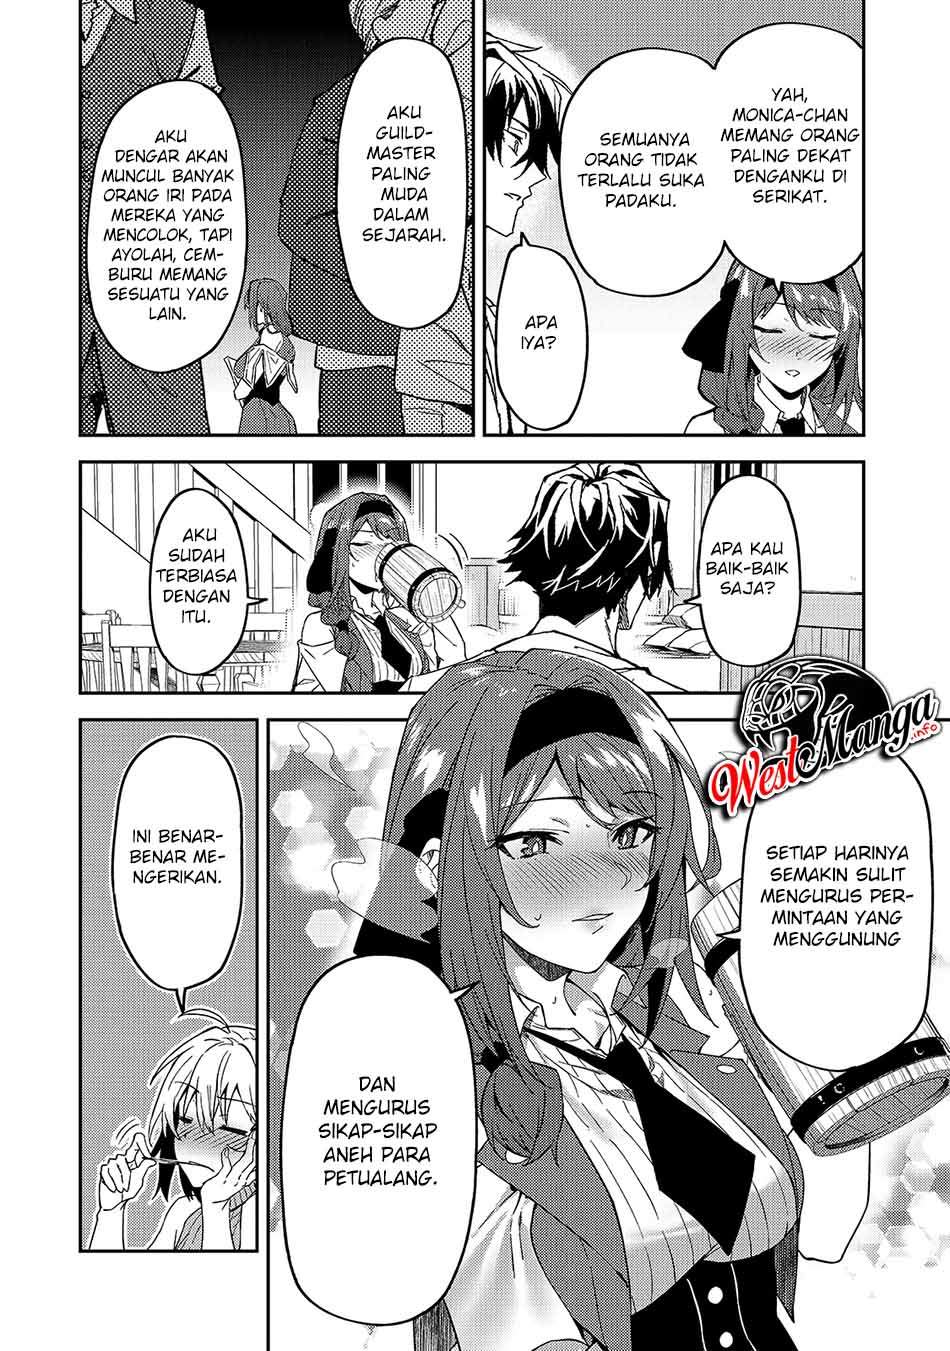 YAH,
MONICA-CHAN
MEMANG ORANG
PALING DEKAT
DENGANKU DI
SERIKAT.
SEMUANYA
ORANG TIDAK
TERLALU SUKA
PADAKU.
APA
IYA?
AKU
GUILD-
MASTER
PALING
MUDA
DALAM
SEJARAH.
AKU
DENGAR AKAN
MUNCUL BANYAK
ORANG IRI PADA
MEREKA YANG
MENCOLOK, TAPI
AYOLAH, CEM-
BURU MEMANG
SESUATU YANG
LAIN.
APA KAU
BAIK-BAIK
SAJA?
AKU
SUDAH
TERBIASA
DENGAN
ITU.
WestManga
.info
SETIAP HARINYA
SEMAKIN SULIT
MENGURUS PER-
MINTAAN YANG
MENGGUNUNG
DAN
MENGURUS
SIKAP-SIKAP
ANEH PARA
PETUALANG.
INI BENAR-
BENAR ME-
NGERIKAN.